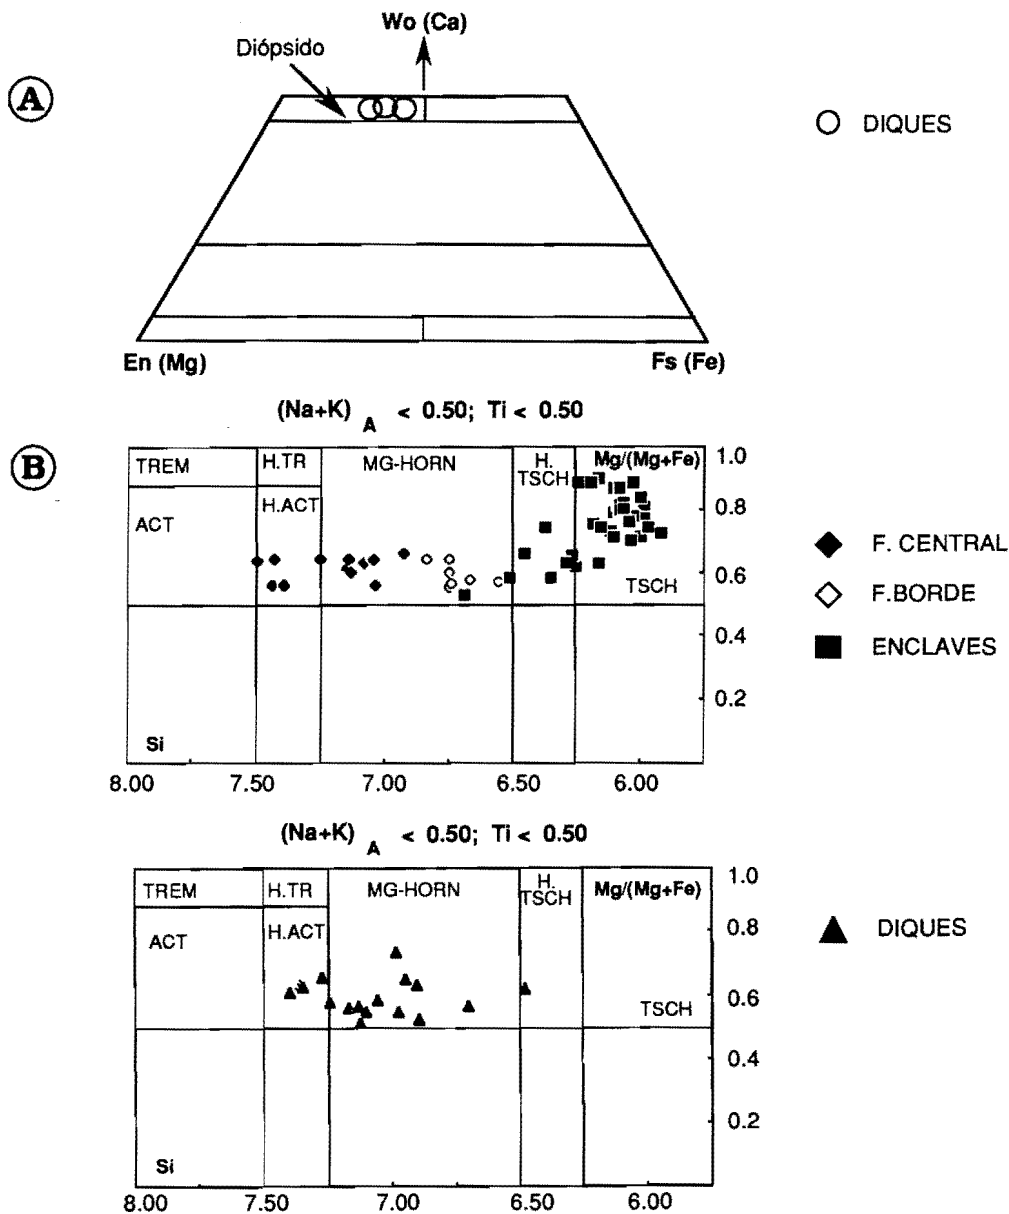 Wo (Ca)
Diópsido
A
DIQUES
En (Mg)
Fs (Fe)
(Na+K) A < 0.50; Ti < 0.50
B
TREM
H.TR
MG-HORN
H. TSCH
Mg/(Mg+Fe)
1.0
ACT
H.ACT
0.8
F. CENTRAL
0.6
TSCH
F.BORDE
0.4
ENCLAVES
0.2
Si
8.00
7.50
7.00
6.50
6.00
(Na+K) A < 0.50; Ti < 0.50
TREM
H.TR
MG-HORN
H. TSCH
Mg/(Mg+Fe)
1.0
ACT
H.ACT
0.8
DIQUES
0.6
TSCH
0.4
0.2
Si
8.00
7.50
7.00
6.50
6.00